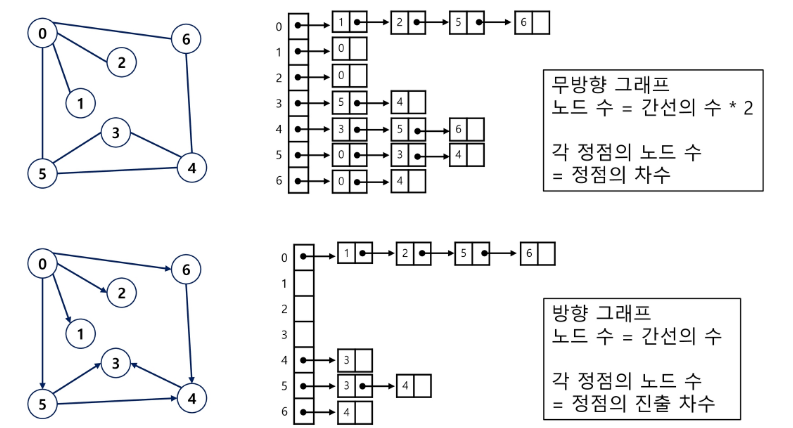 0
6
2
1
3
5
4
0 1 2 5 6
1 0
2 0
3 5 4
4 3 5 6
5 0 3 4
6 0 4
무방향 그래프
노드 수 = 간선의 수 * 2
각 정점의 노드 수
= 정점의 차수
0
6
2
1
3
5
4
0 1 2 5 6
1
2
3
4 3
5 3 4
6 4
방향 그래프
노드 수 = 간선의 수
각 정점의 노드 수
= 정점의 진출 차수